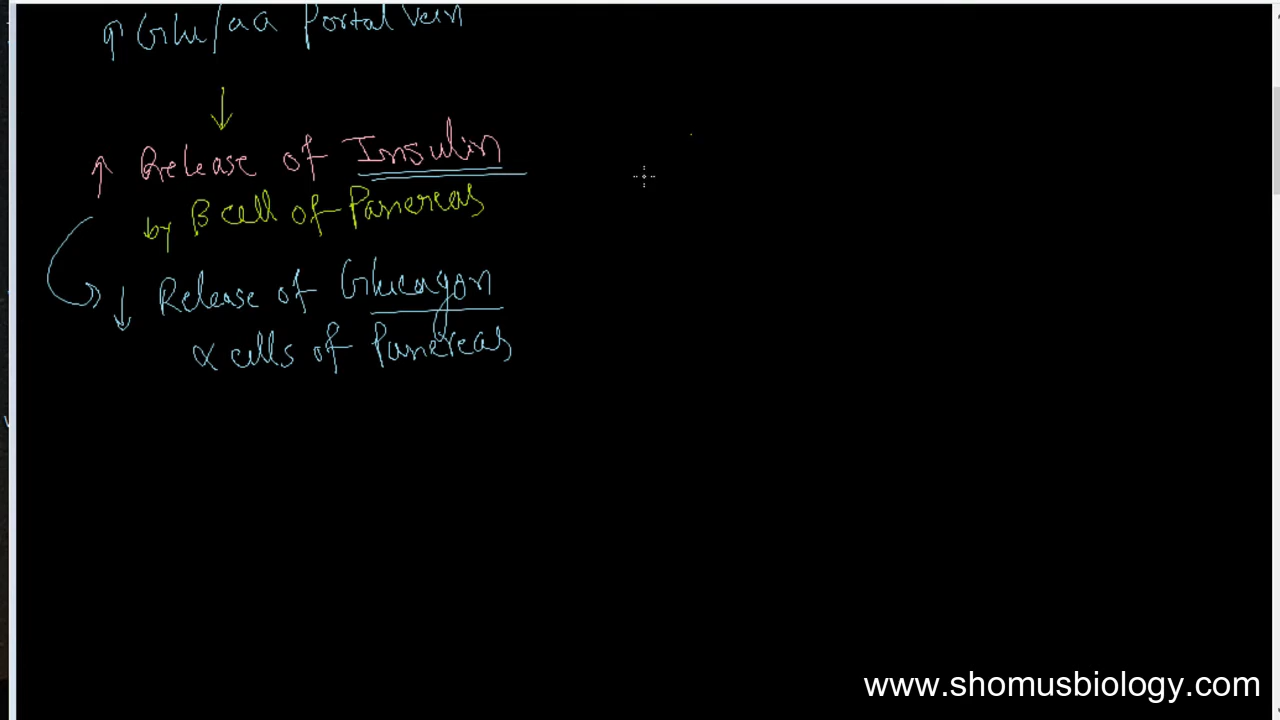 ↑ Glu/aa Portal Vein
↓
↑ Release of Insulin
by β cell of Pancreas
↓ Release of Glucagon
α cells of Pancreas
www.shomusbiology.com